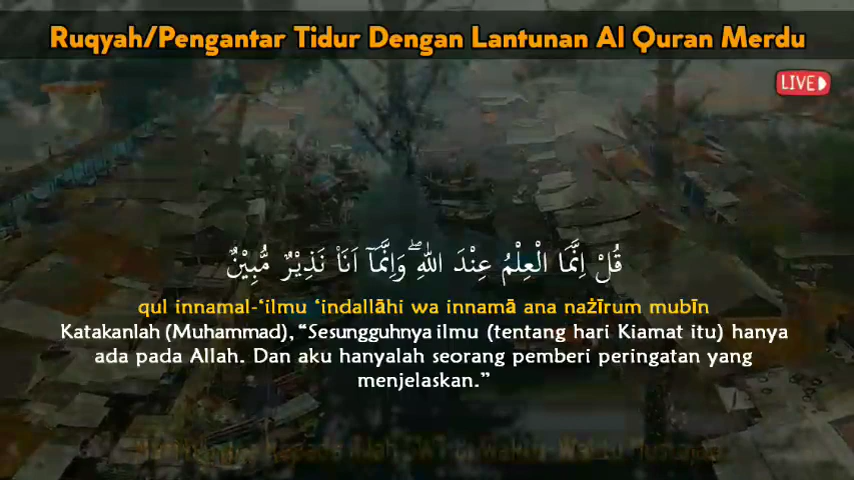 Ruqyah/Pengantar Tidur Dengan Lantunan Al Quran Merdu
LIVE
قُلْ اِنَّمَا الْعِلْمُ عِنْدَ اللّٰهِ ۖوَاِنَّمَآ اَنَا۠ نَذِيْرٌ مُّبِيْنٌ
qul innamal-‘ilmu ‘indallāhi wa innamā ana nażīrum mubīn
Katakanlah (Muhammad), “Sesungguhnya ilmu (tentang hari Kiamat itu) hanya
ada pada Allah. Dan aku hanyalah seorang pemberi peringatan yang
menjelaskan.”